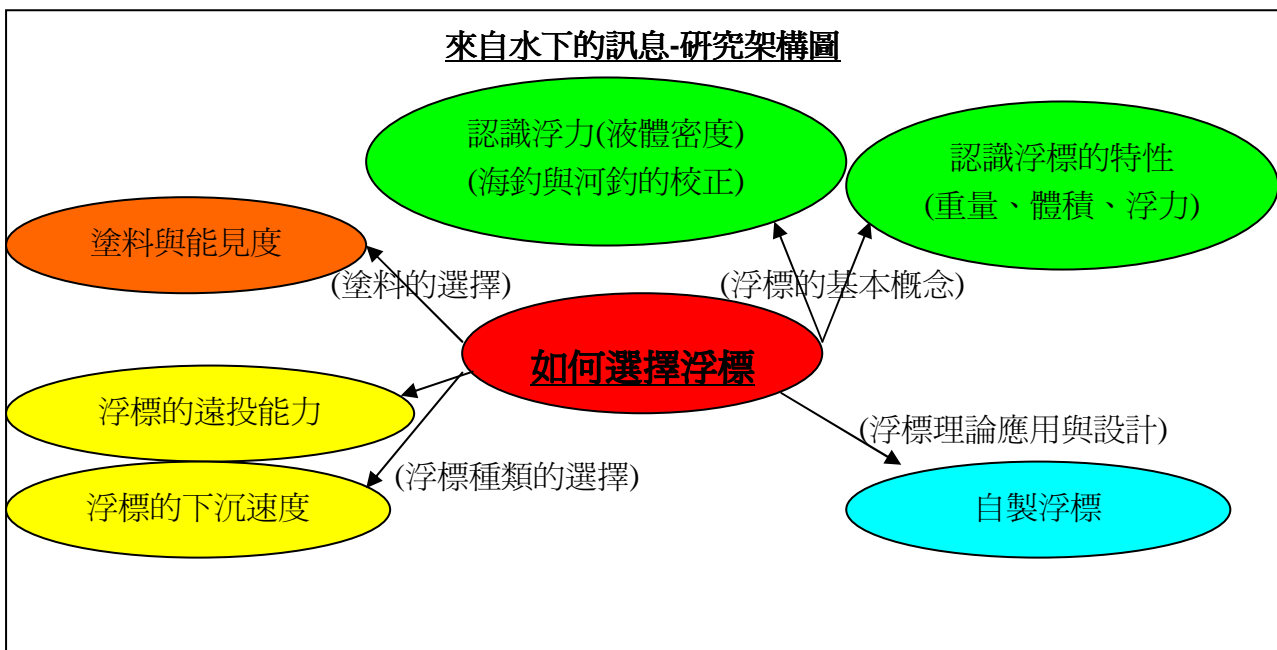 來自水下的訊息-研究架構圖
認識浮力(液體密度)
(海釣與河釣的校正)
認識浮標的特性
(重量、體積、浮力)
塗料與能見度
(塗料的選擇)
(浮標的基本概念)
如何選擇浮標
浮標的遠投能力
(浮標理論應用與設計)
(浮標種類的選擇)
浮標的下沉速度
自製浮標